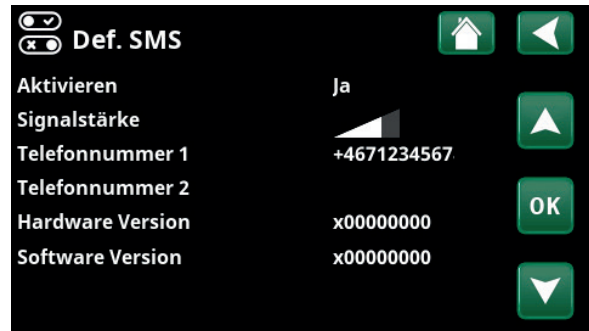 Def. SMS
Aktivieren Ja
Signalstärke
Telefonnummer 1 +4671234567
Telefonnummer 2
OK
Hardware Version x00000000
Software Version x00000000